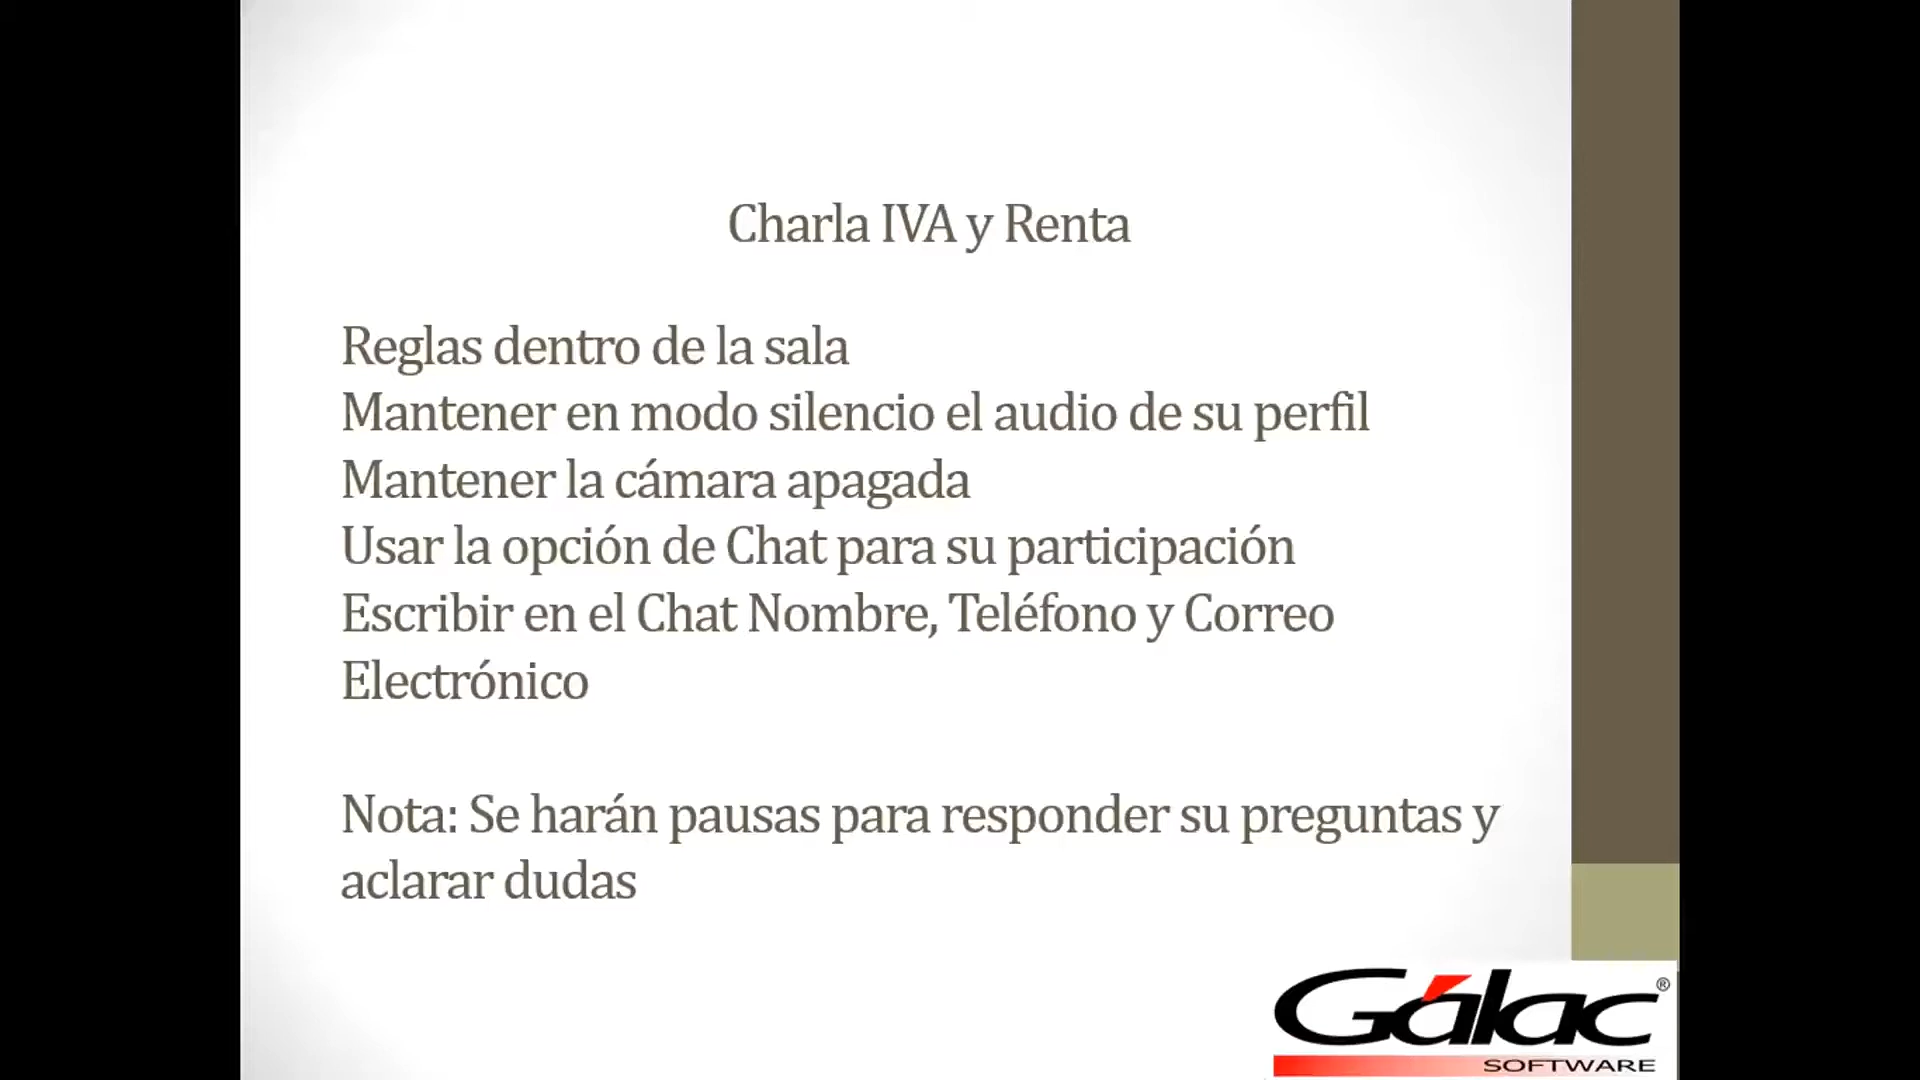 Charla IVA y Renta
Reglas dentro de la sala
Mantener en modo silencio el audio de su perfil
Mantener la cámara apagada
Usar la opción de Chat para su participación
Escribir en el Chat Nombre, Teléfono y Correo
Electrónico
Nota: Se harán pausas para responder su preguntas y
aclarar dudas
Gálac ®
SOFTWARE